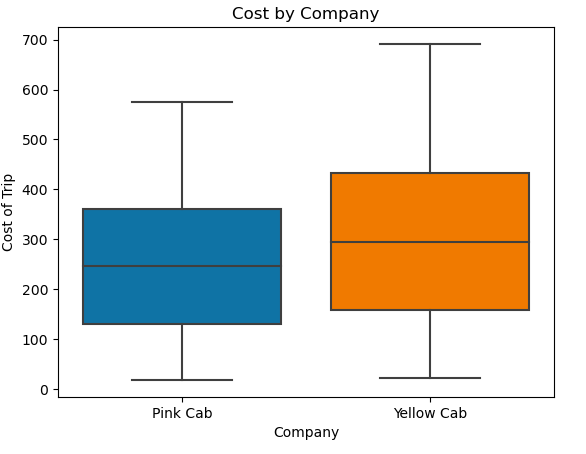 Cost by Company
Cost of Trip
700
600
500
400
300
200
100
0
Pink Cab
Yellow Cab
Company